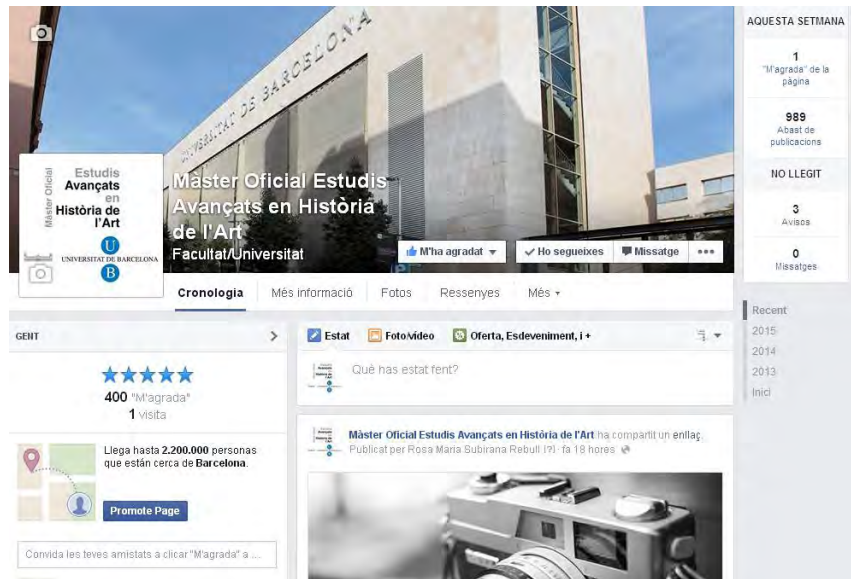 UNIVERSITAT DE BARCELONA
Màster Oficial
Estudis
Avançats
en
Història de
l'Art
U
UNIVERSITAT DE BARCELONA
B
Màster Oficial Estudis
Avançats en Història
de l'Art
Facultat/Universitat
M'ha agradat
Ho segueixes
Missatge
Cronologia
Més informació
Fotos
Ressenyes
Més
GENT
400 "M'agrada"
1 visita
Llega hasta 2.200.000 personas
que están cerca de Barcelona.
Promote Page
Convida les teves amistats a clicar "M'agrada" a ...
Estat
Foto/vídeo
Oferta, Esdeveniment, i +
Què has estat fent?
Màster Oficial Estudis Avançats en Història de l'Art ha compartit un enllaç
Publicat per Rosa Maria Subirana Rebull [?] · fa 18 hores
AQUESTA SETMANA
1
"M'agrada" de la
pàgina
989
Abast de
publicacions
NO LLEGIT
3
Avisos
0
Missatges
Recent
2015
2014
2013
Inici